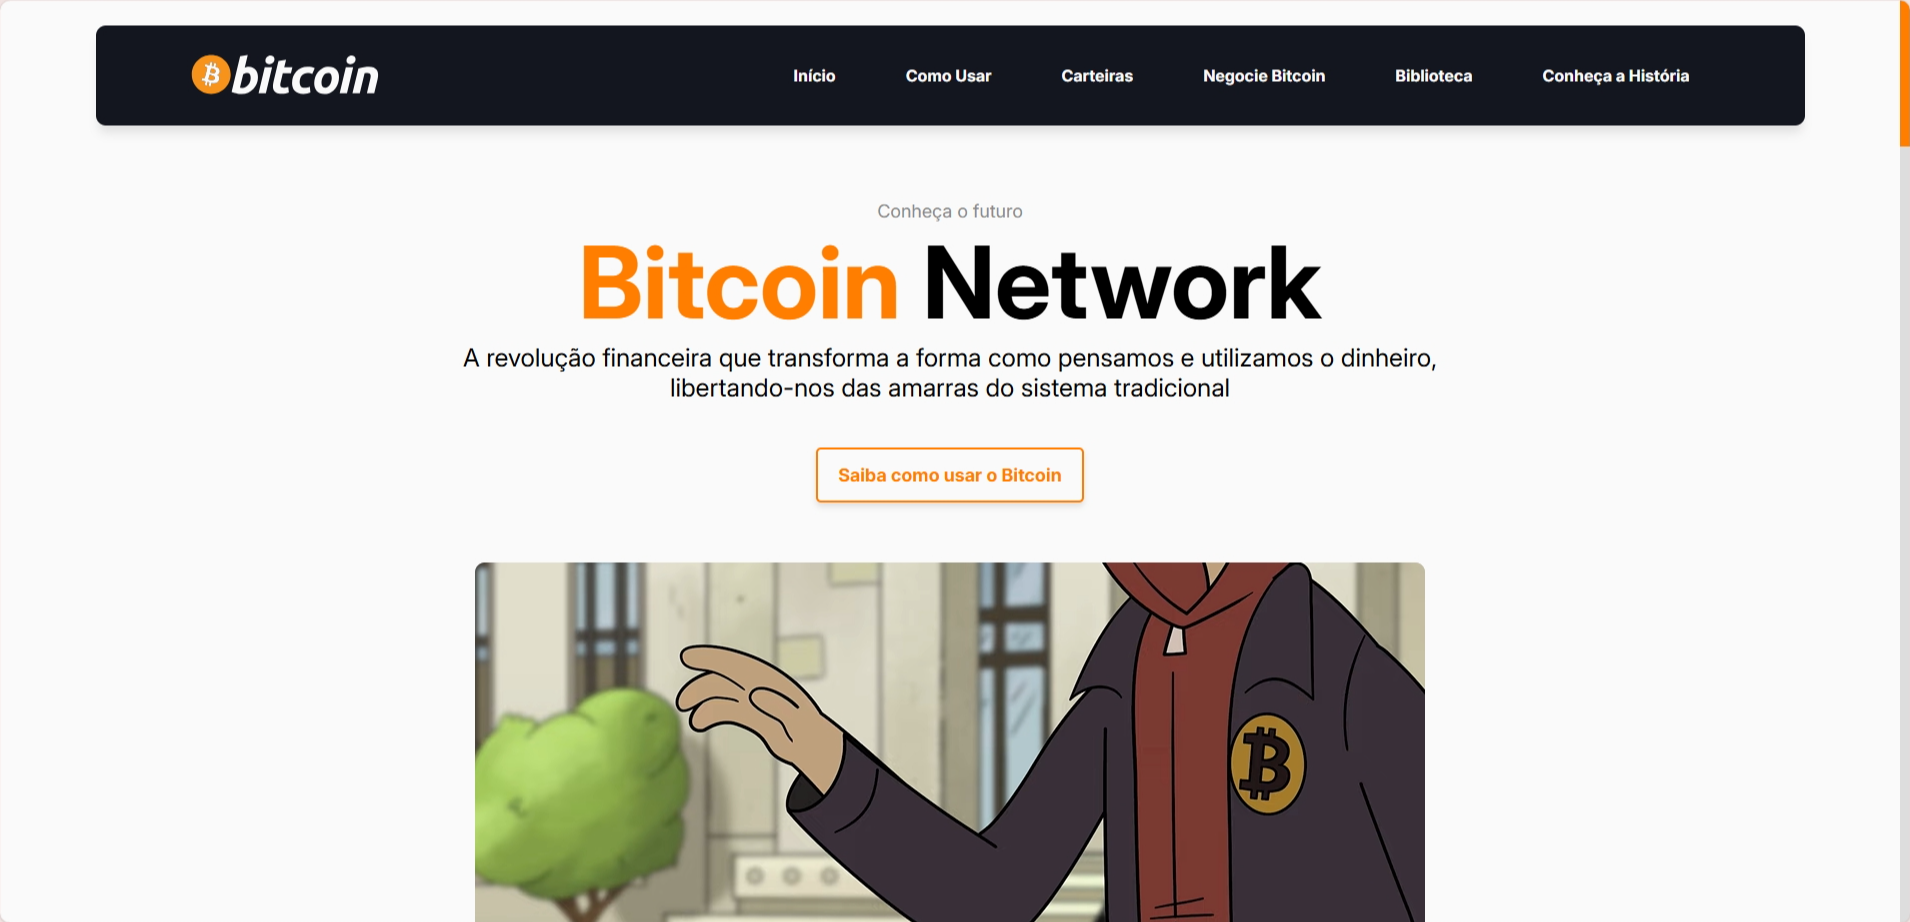 bitcoin
Início
Como Usar
Carteiras
Negocie Bitcoin
Biblioteca
Conheça a História
Conheça o futuro
Bitcoin Network
A revolução financeira que transforma a forma como pensamos e utilizamos o dinheiro,
libertando-nos das amarras do sistema tradicional
Saiba como usar o Bitcoin